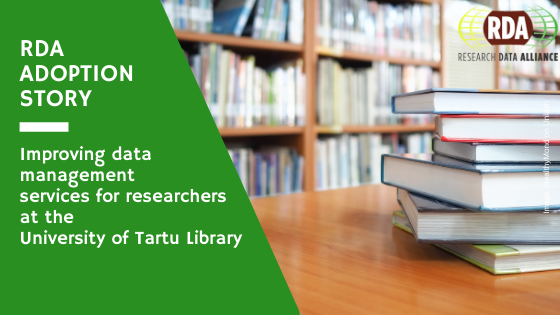 RDA
ADOPTION
STORY
Improving data
management
services for researchers
at the
University of Tartu Library
RDA
RESEARCH DATA ALLIANCE